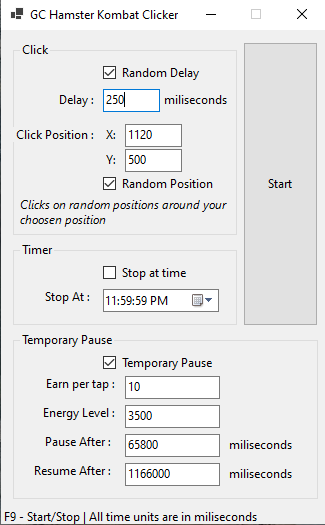 GC Hamster Kombat Clicker
Click
Random Delay
Delay : 250 miliseconds
Click Position : X: 1120
Y: 500
Random Position
Clicks on random positions around your
choosen position
Start
Timer
Stop at time
Stop At : 11:59:59 PM
Temporary Pause
Temporary Pause
Earn per tap : 10
Energy Level : 3500
Pause After : 65800 miliseconds
Resume After : 1166000 miliseconds
F9 - Start/Stop | All time units are in miliseconds